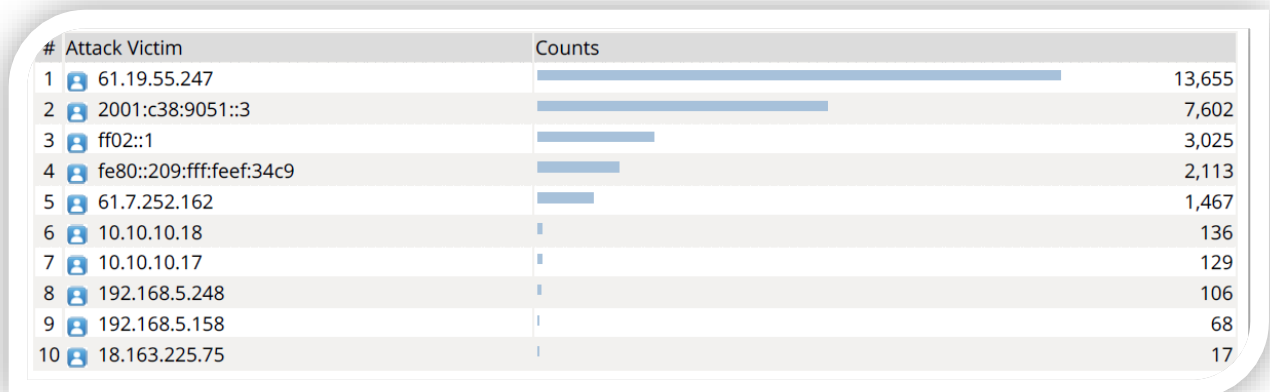 # Attack Victim Counts
1 61.19.55.247 13,655
2 2001:c38:9051::3 7,602
3 ff02::1 3,025
4 fe80::209:fff:feef:34c9 2,113
5 61.7.252.162 1,467
6 10.10.10.18 136
7 10.10.10.17 129
8 192.168.5.248 106
9 192.168.5.158 68
10 18.163.225.75 17